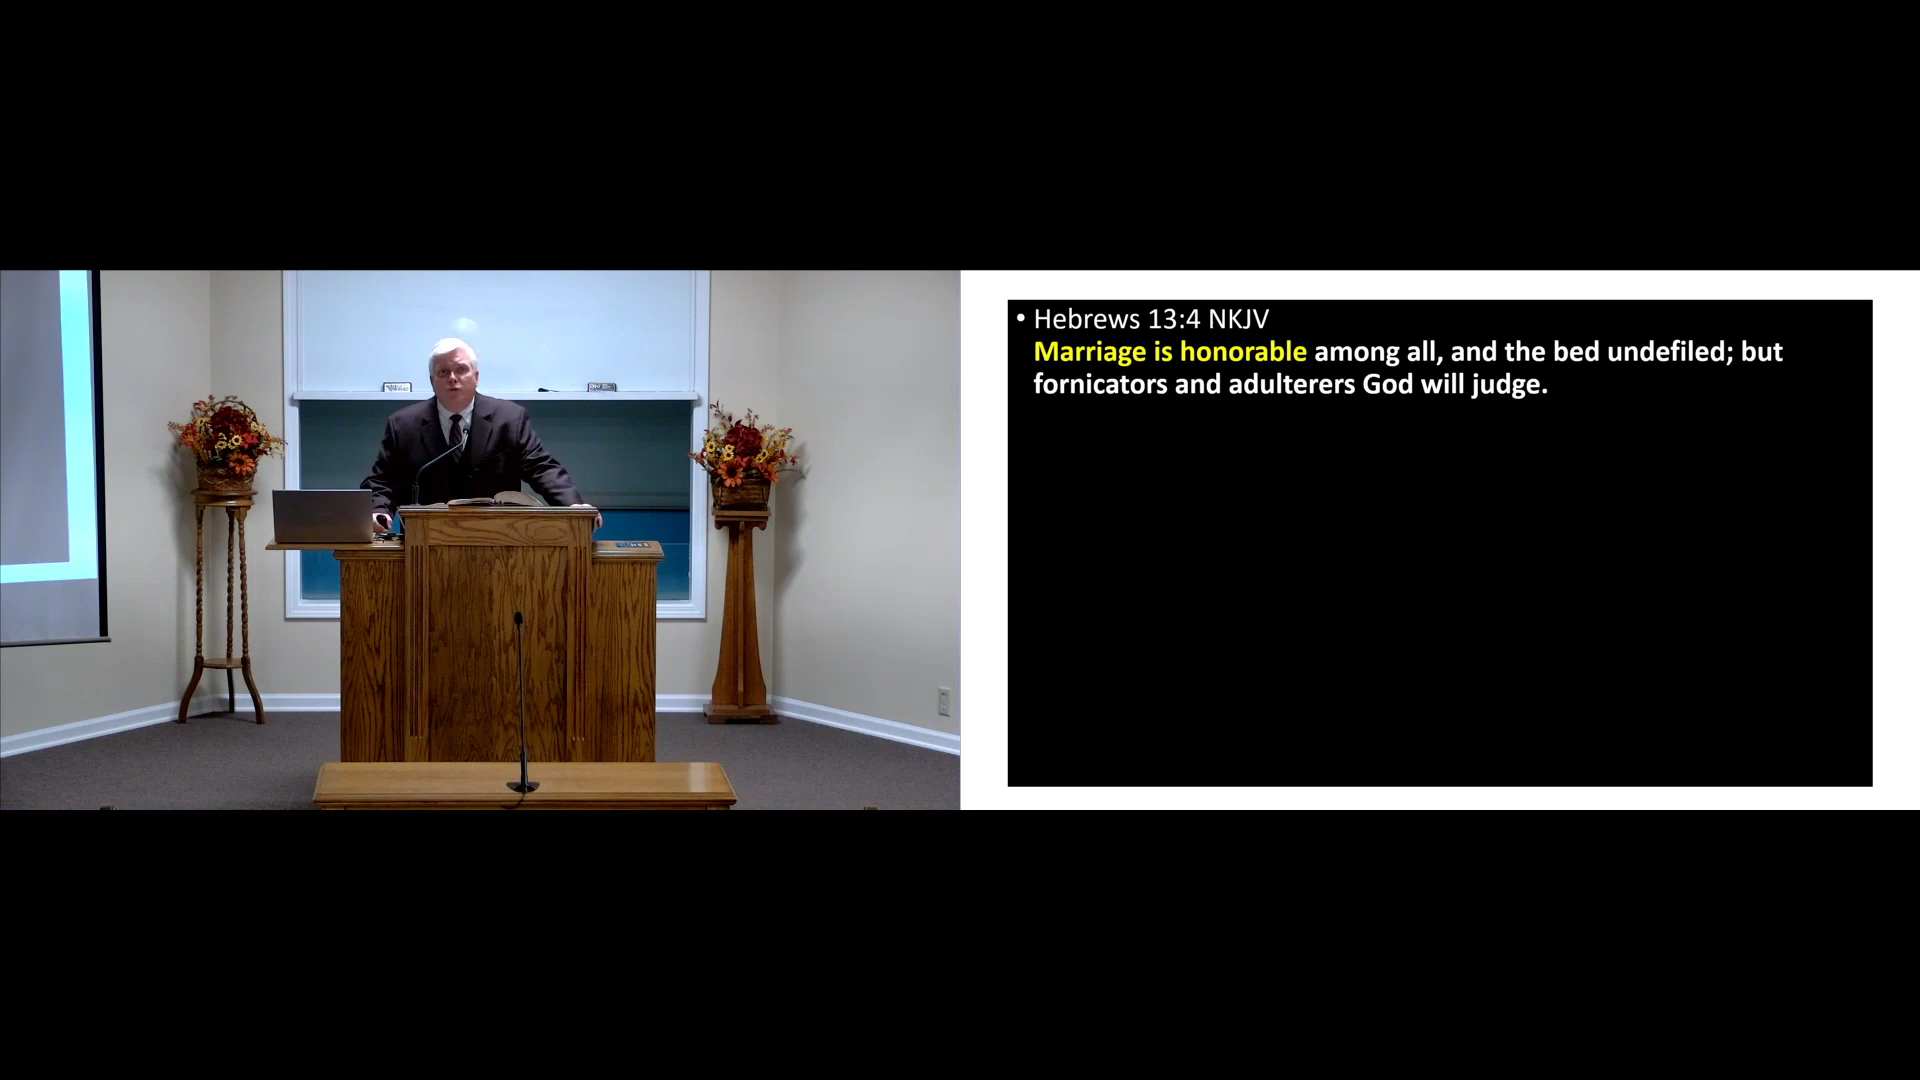 • Hebrews 13:4 NKJV
Marriage is honorable among all, and the bed undefiled; but
fornicators and adulterers God will judge.